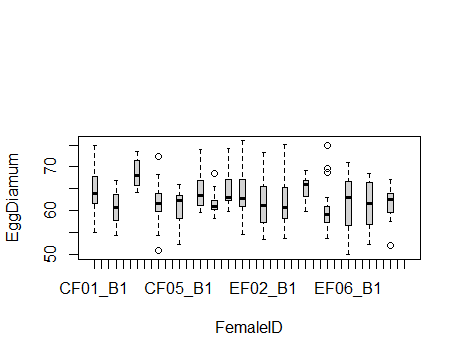 EggDiamum
70
60
50
CF01_B1 CF05_B1 EF02_B1 EF06_B1
FemaleID